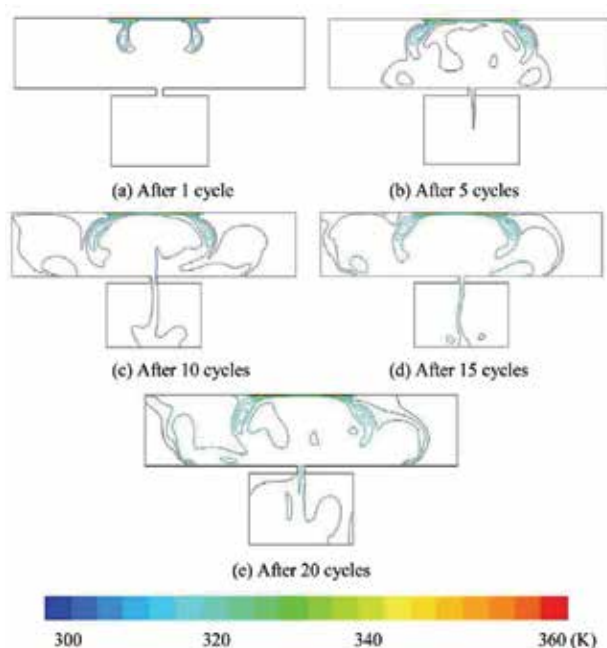 (a) After 1 cycle
(b) After 5 cycles
(c) After 10 cycles
(d) After 15 cycles
(e) After 20 cycles
300 320 340 360 (K)